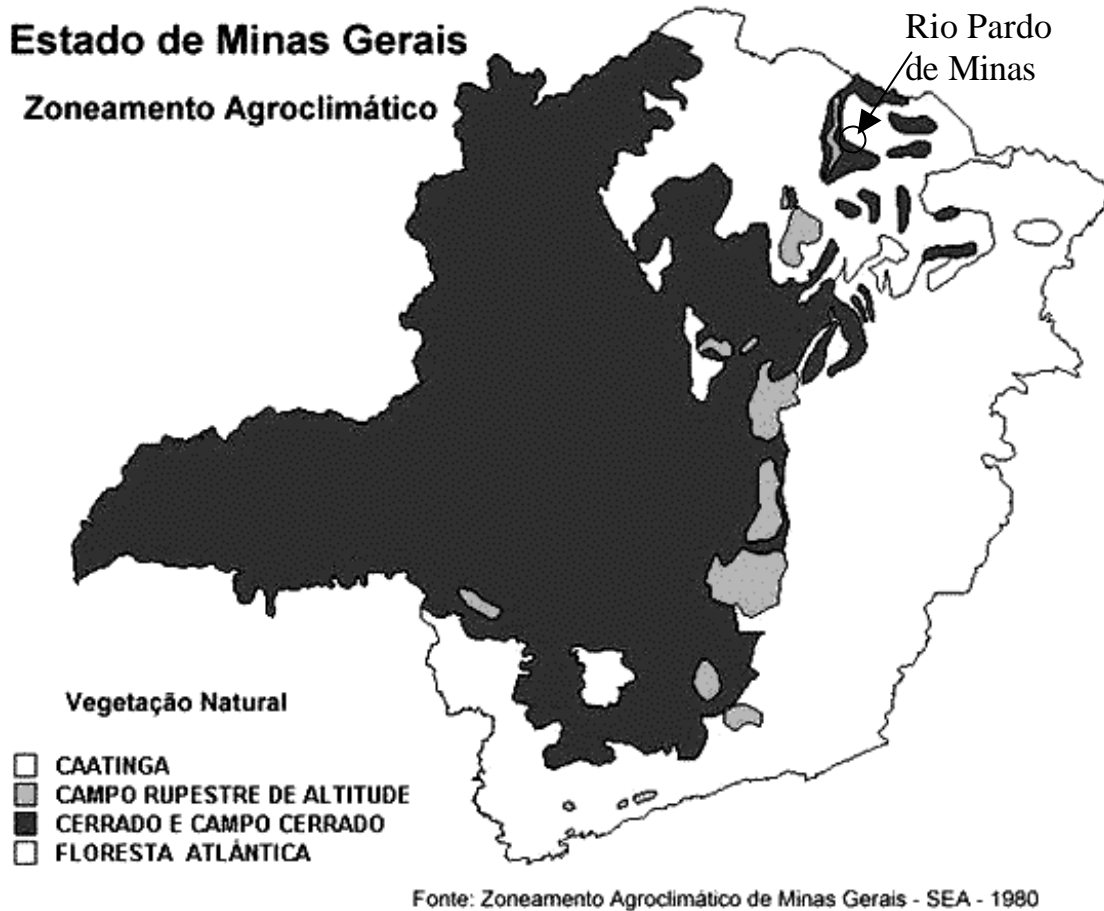 Estado de Minas Gerais
Zoneamento Agroclimático
Rio Pardo
de Minas
Vegetação Natural
CAATINGA
CAMPO RUPESTRE DE ALTITUDE
CERRADO E CAMPO CERRADO
FLORESTA ATLÂNTICA
Fonte: Zoneamento Agroclimático de Minas Gerais - SEA - 1980